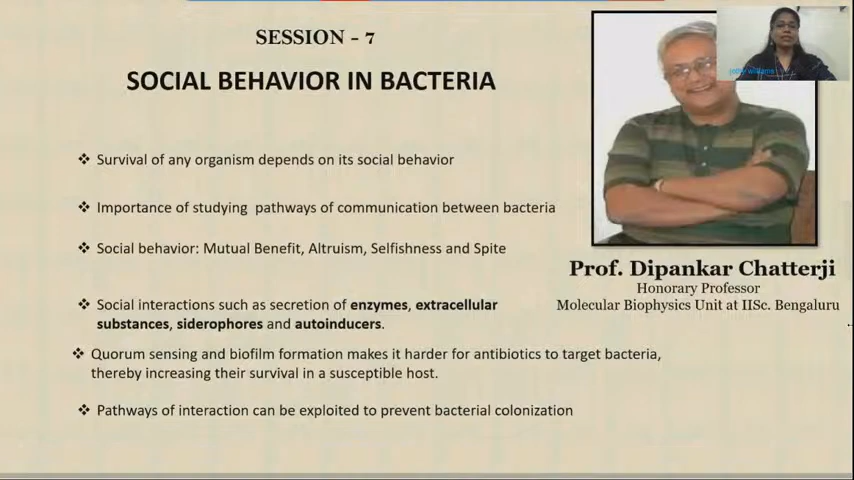 SESSION - 7
SOCIAL BEHAVIOR IN BACTERIA
❖ Survival of any organism depends on its social behavior
❖ Importance of studying pathways of communication between bacteria
❖ Social behavior: Mutual Benefit, Altruism, Selfishness and Spite
❖ Social interactions such as secretion of enzymes, extracellular
substances, siderophores and autoinducers.
❖ Quorum sensing and biofilm formation makes it harder for antibiotics to target bacteria,
thereby increasing their survival in a susceptible host.
❖ Pathways of interaction can be exploited to prevent bacterial colonization
Prof. Dipankar Chatterji
Honorary Professor
Molecular Biophysics Unit at IISc. Bengaluru